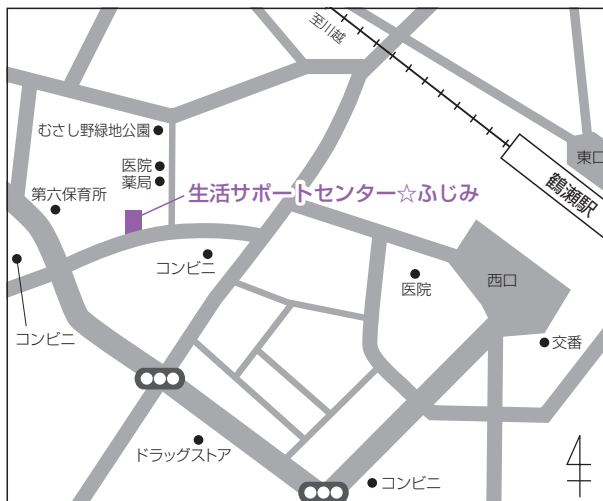 至川越
東口
鶴瀬駅
むさし野緑地公園
医院
薬局
第六保育所
生活サポートセンター☆ふじみ
コンビニ
医院
西口
コンビニ
交番
ドラッグストア
コンビニ